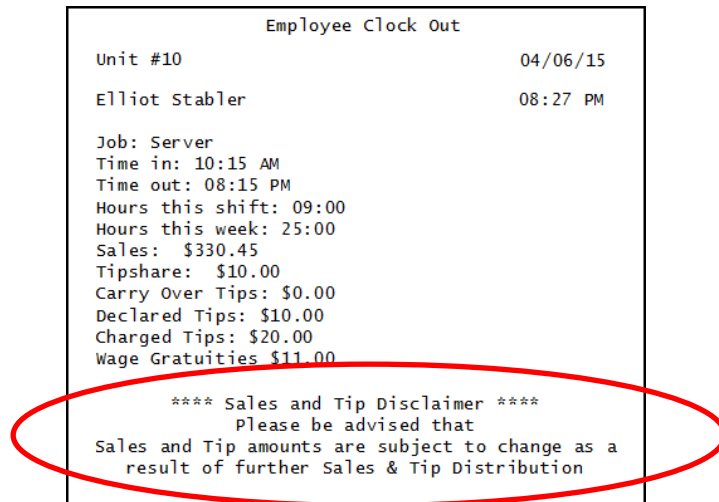 Employee Clock Out
Unit #10 04/06/15
Elliot Stabler 08:27 PM
Job: Server
Time in: 10:15 AM
Time out: 08:15 PM
Hours this shift: 09:00
Hours this week: 25:00
Sales: $330.45
Tipshare: $10.00
Carry Over Tips: $0.00
Declared Tips: $10.00
Charged Tips: $20.00
Wage Gratuities $11.00
**** Sales and Tip Disclaimer ****
Please be advised that
Sales and Tip amounts are subject to change as a
result of further Sales & Tip Distribution